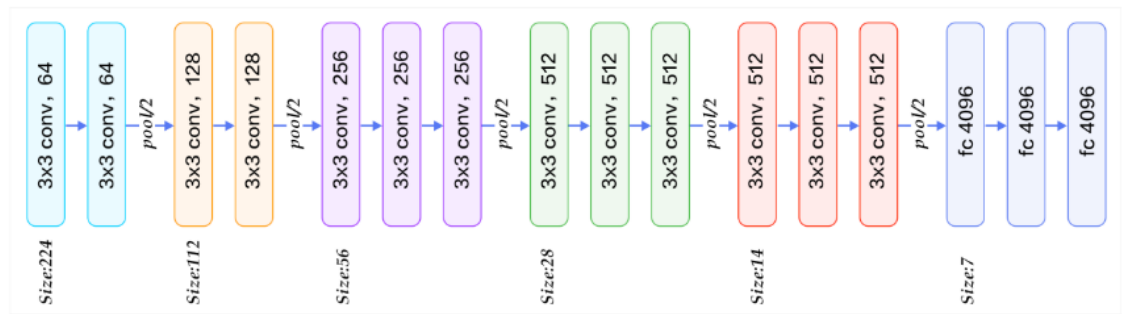 3x3 conv, 64
3x3 conv, 64
pool/2
3x3 conv, 128
3x3 conv, 128
pool/2
3x3 conv, 256
3x3 conv, 256
3x3 conv, 256
pool/2
3x3 conv, 512
3x3 conv, 512
3x3 conv, 512
pool/2
3x3 conv, 512
3x3 conv, 512
3x3 conv, 512
pool/2
fc 4096
fc 4096
fc 4096
Size:224
Size:112
Size:56
Size:28
Size:14
Size:7